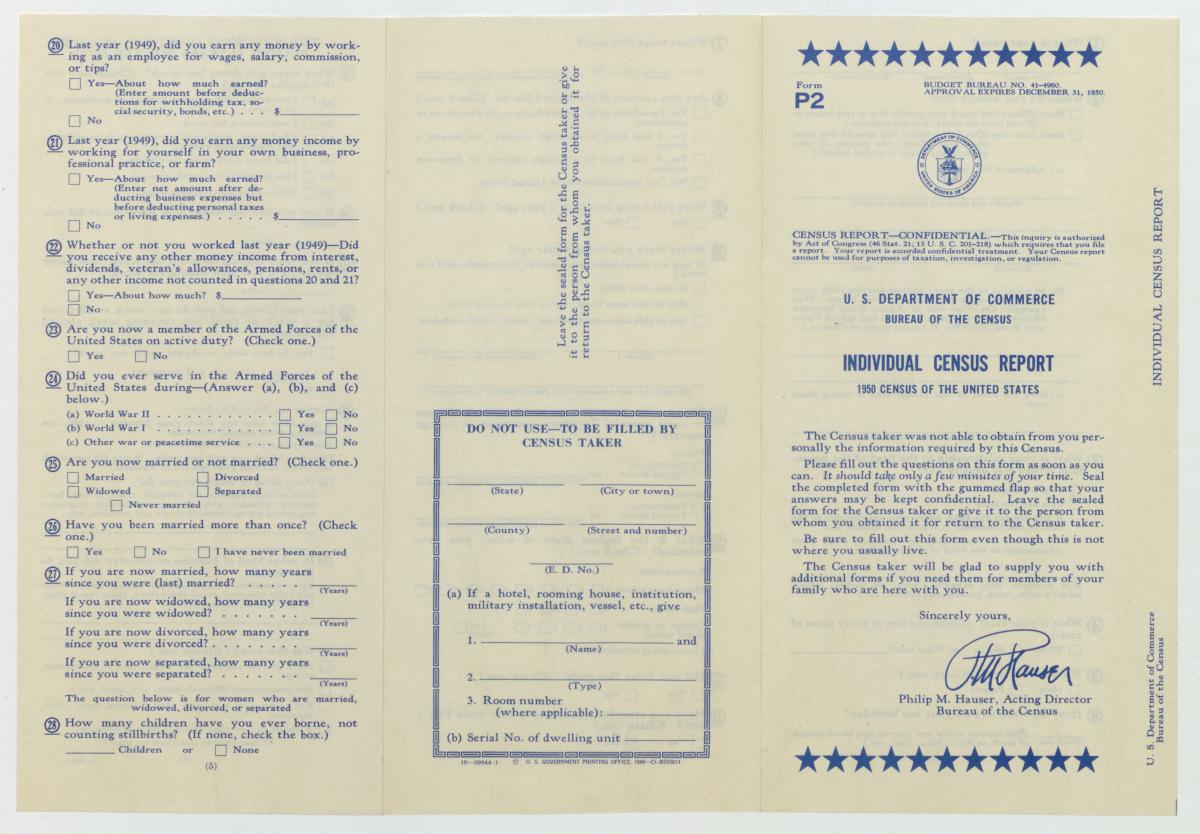 20 Last year (1949), did you earn any money by work-
ing as an employee for wages, salary, commission,
or tips?
Yes—About how much earned?
(Enter amount before deduc-
tions for withholding tax, so-
cial security, bonds, etc.) . . . $
No
21 Last year (1949), did you earn any money income by
working for yourself in your own business, pro-
fessional practice, or farm?
Yes—About how much earned?
(Enter net amount after de-
ducting business expenses but
before deducting personal taxes
or living expenses.) . . . . . $
No
22 Whether or not you worked last year (1949)—Did
you receive any other money income from interest,
dividends, veteran's allowances, pensions, rents, or
any other income not counted in questions 20 and 21?
Yes—About how much? $
No
23 Are you now a member of the Armed Forces of the
United States on active duty? (Check one.)
Yes No
24 Did you ever serve in the Armed Forces of the
United States during—(Answer (a), (b), and (c)
below.)
(a) World War II . . . . . . . . . . . . Yes No
(b) World War I . . . . . . . . . . . . Yes No
(c) Other war or peacetime service . . . Yes No
25 Are you now married or not married? (Check one.)
Married Divorced
Widowed Separated
Never married
26 Have you been married more than once? (Check
one.)
Yes No I have never been married
27 If you are now married, how many years
since you were (last) married? . . . . .
(Years)
If you are now widowed, how many years
since you were widowed? . . . . . . .
(Years)
If you are now divorced, how many years
since you were divorced? . . . . . . .
(Years)
If you are now separated, how many years
since you were separated? . . . . . . .
(Years)
The question below is for women who are married,
widowed, divorced, or separated
28 How many children have you ever borne, not
counting stillbirths? (If none, check the box.)
Children or None
(5)
Leave the sealed form for the Census taker or give
it to the person from whom you obtained it for
return to the Census taker.
DO NOT USE—TO BE FILLED BY
CENSUS TAKER
(State) (City or town)
(County) (Street and number)
(E. D. No.)
(a) If a hotel, rooming house, institution,
military installation, vessel, etc., give
1. and
(Name)
2.
(Type)
3. Room number
(where applicable):
(b) Serial No. of dwelling unit
16—59044-1 ☆ U. S. GOVERNMENT PRINTING OFFICE: 1949—O-855801
Form
P2
BUDGET BUREAU NO. 41-4960.
APPROVAL EXPIRES DECEMBER 31, 1950.
DEPARTMENT OF COMMERCE
UNITED STATES OF AMERICA
CENSUS REPORT—CONFIDENTIAL.—This inquiry is authorized
by Act of Congress (46 Stat. 21; 13 U. S. C. 201-218) which requires that you file
a report. Your report is accorded confidential treatment. Your Census report
cannot be used for purposes of taxation, investigation, or regulation.
U. S. DEPARTMENT OF COMMERCE
BUREAU OF THE CENSUS
INDIVIDUAL CENSUS REPORT
1950 CENSUS OF THE UNITED STATES
The Census taker was not able to obtain from you per-
sonally the information required by this Census.
Please fill out the questions on this form as soon as you
can. It should take only a few minutes of your time. Seal
the completed form with the gummed flap so that your
answers may be kept confidential. Leave the sealed
form for the Census taker or give it to the person from
whom you obtained it for return to the Census taker.
Be sure to fill out this form even though this is not
where you usually live.
The Census taker will be glad to supply you with
additional forms if you need them for members of your
family who are here with you.
Sincerely yours,
PM Hauser
Philip M. Hauser, Acting Director
Bureau of the Census
INDIVIDUAL CENSUS REPORT
U. S. Department of Commerce
Bureau of the Census